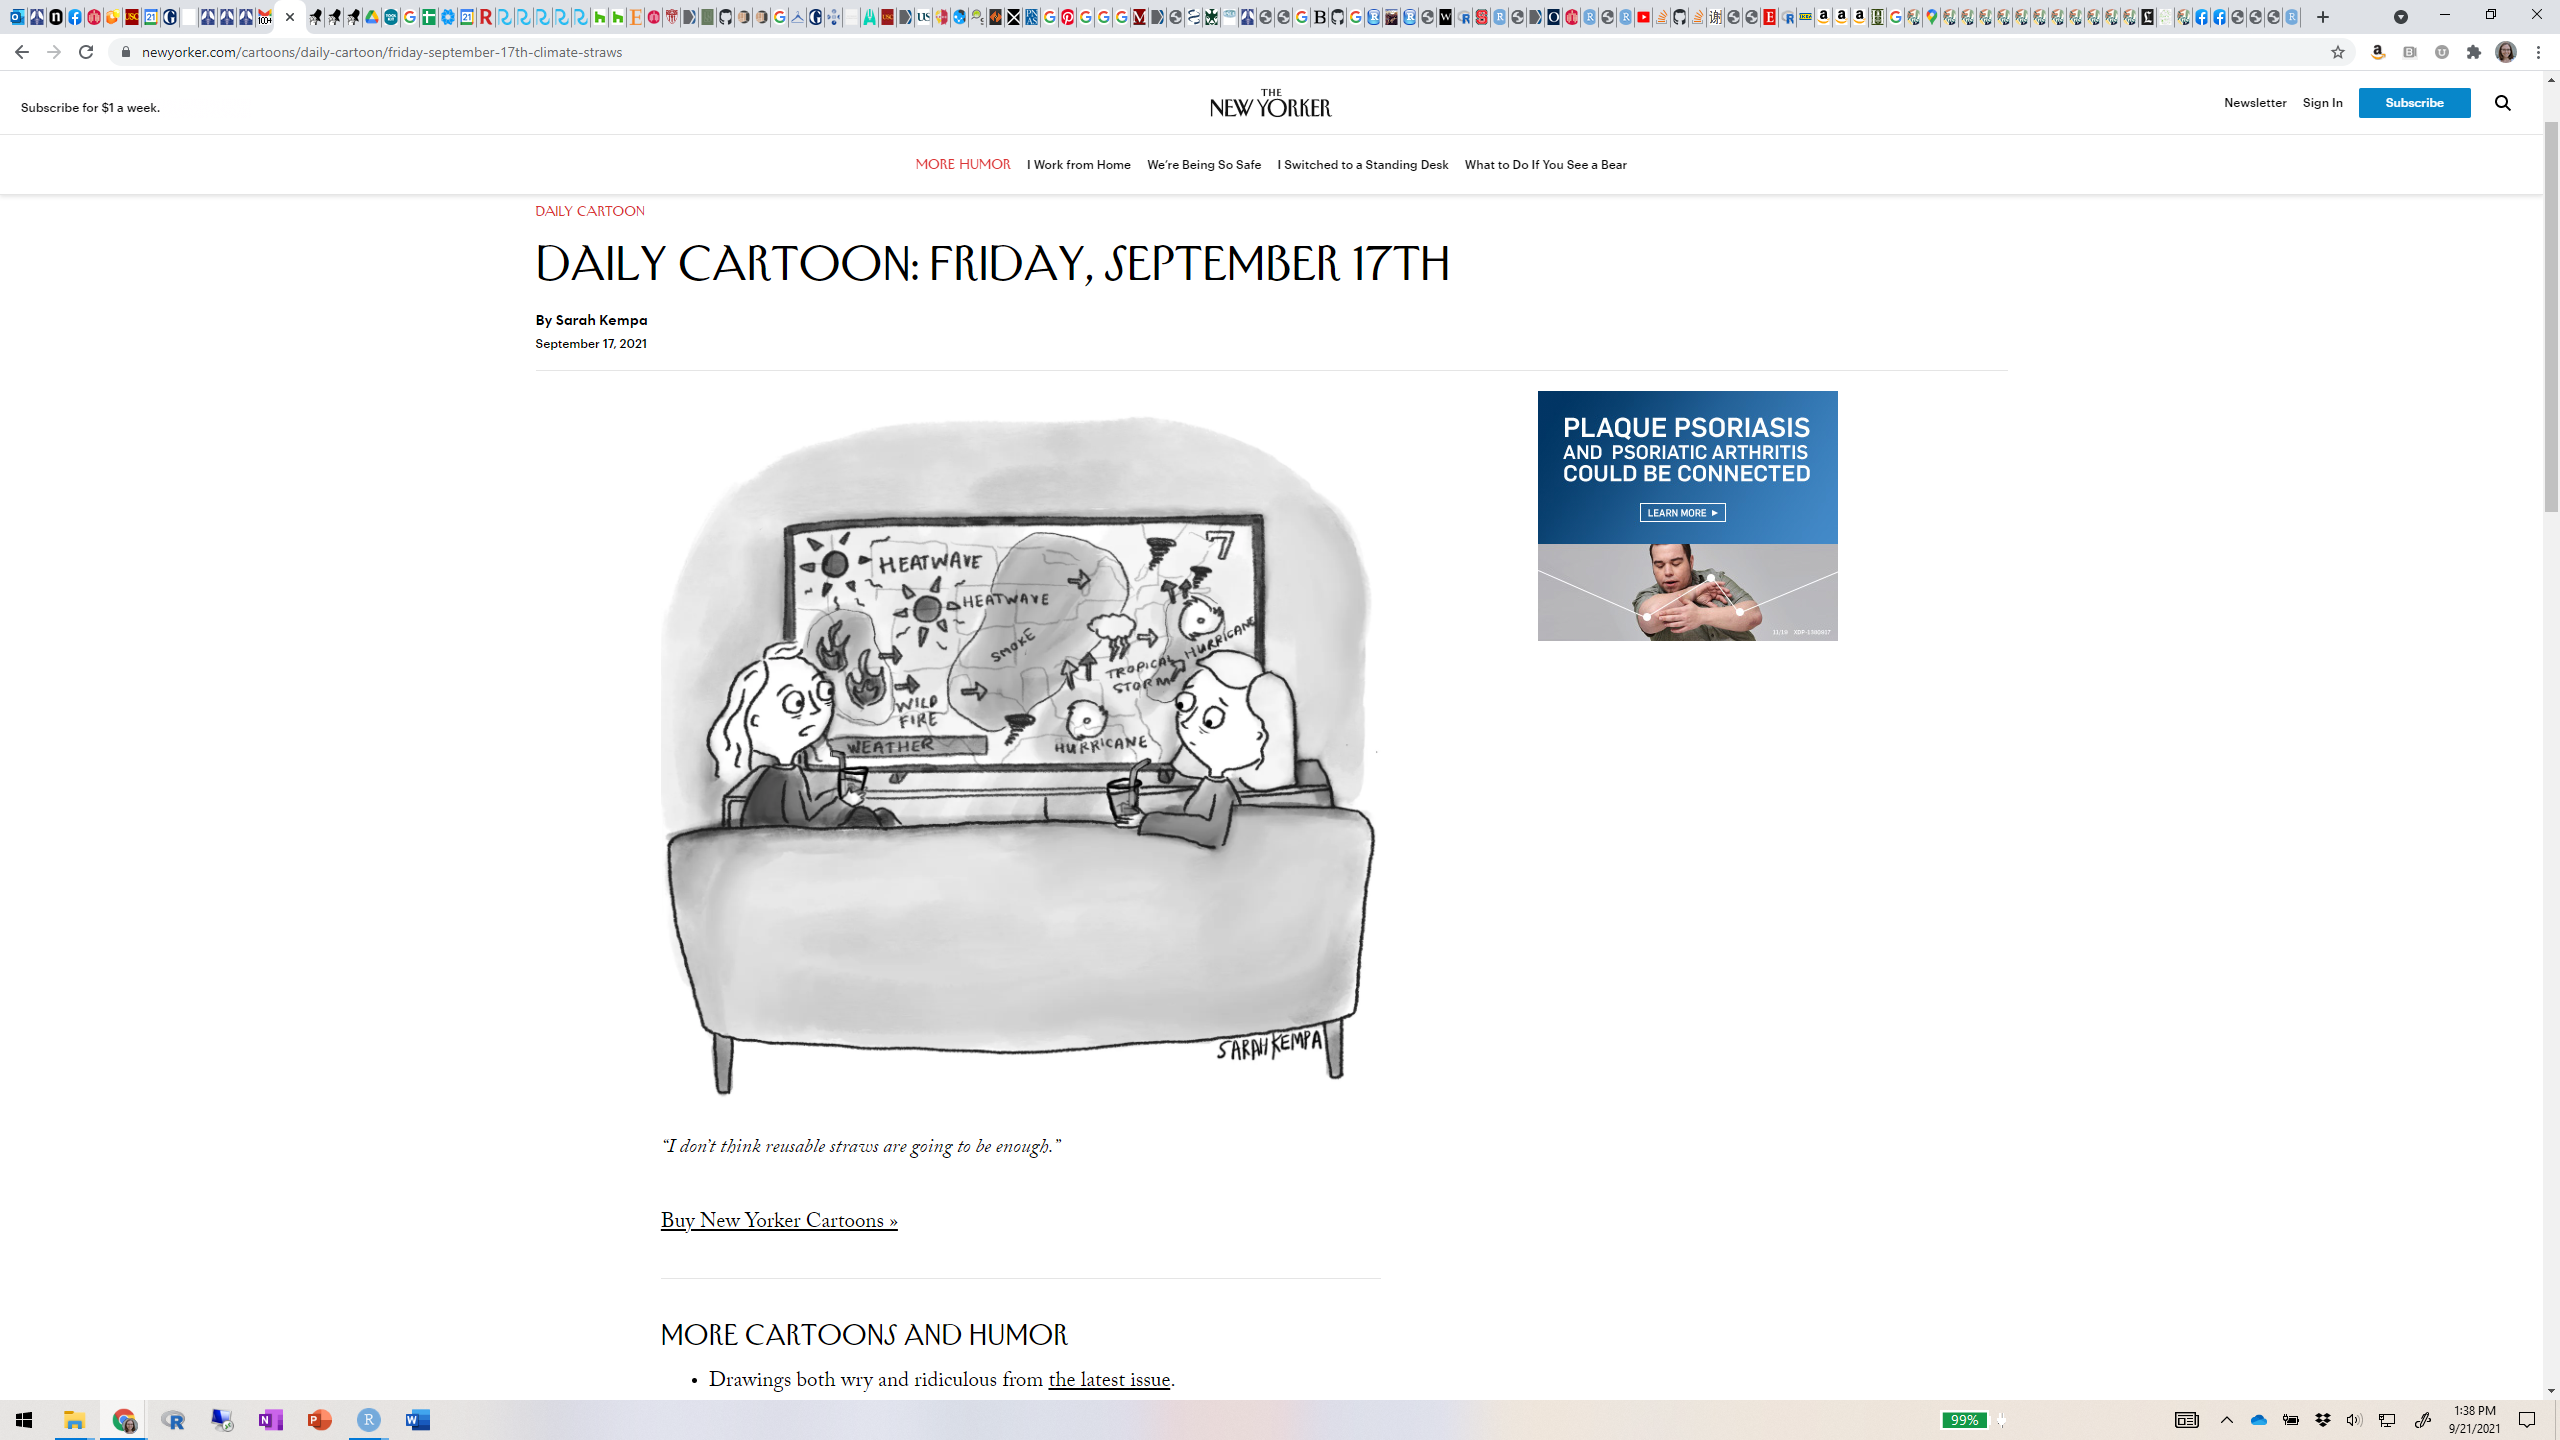 newyorker.com/cartoons/daily-cartoon/friday-september-17th-climate-straws
Subscribe for $1 a week.
THE
NEW YORKER
Newsletter Sign In Subscribe
MORE HUMOR I Work from Home We're Being So Safe I Switched to a Standing Desk What to Do If You See a Bear
DAILY CARTOON
DAILY CARTOON: FRIDAY, SEPTEMBER 17TH
By Sarah Kempa
September 17, 2021
7
HEATWAVE
HEATWAVE
SMOKE
HURRICANE
TROPICAL
STORM
WILD
FIRE
WEATHER
HURRICANE
SARAH KEMPA
PLAQUE PSORIASIS
AND PSORIATIC ARTHRITIS
COULD BE CONNECTED
LEARN MORE
“I don’t think reusable straws are going to be enough.”
Buy New Yorker Cartoons »
MORE CARTOONS AND HUMOR
• Drawings both wry and ridiculous from the latest issue.
99%
1:38 PM
9/21/2021